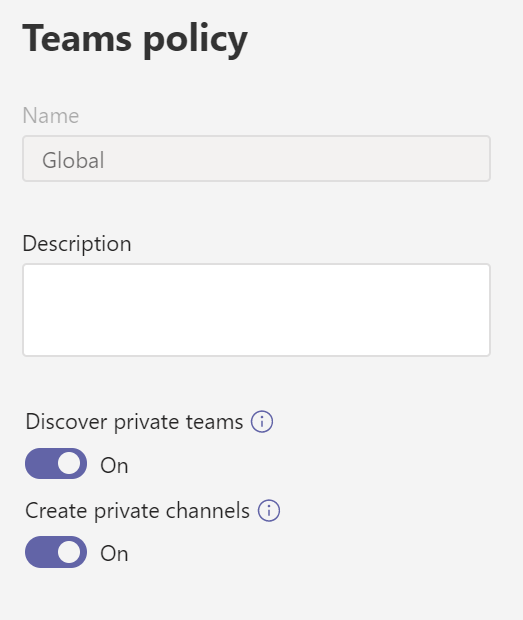 Teams policy
Name
Global
Description
Discover private teams
On
Create private channels
On